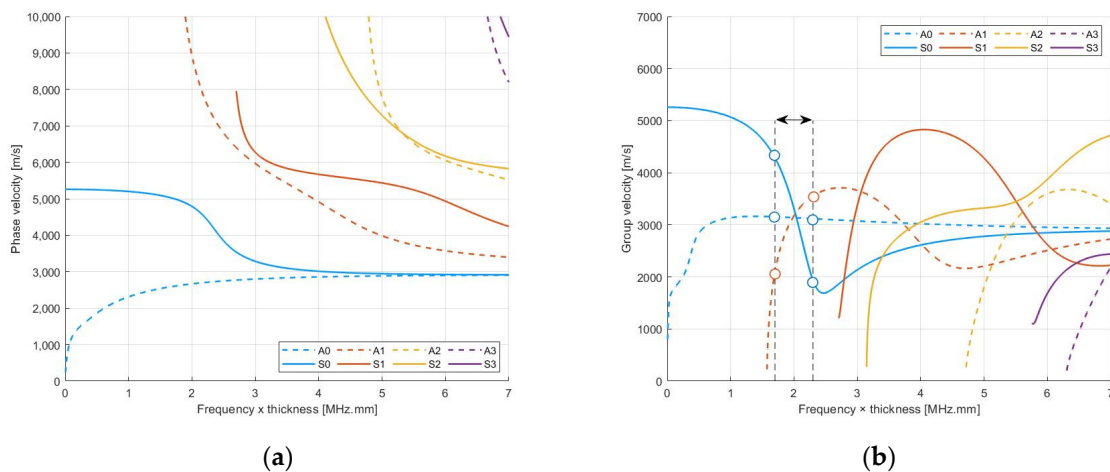 10,000
9,000
8,000
7,000
6,000
5,000
4,000
3,000
2,000
1,000
0
Phase velocity [m/s]
0 1 2 3 4 5 6 7
Frequency x thickness [MHz.mm]
A0 A1 A2 A3
S0 S1 S2 S3
(a)
7000
6000
5000
4000
3000
2000
1000
0
Group velocity [m/s]
0 1 2 3 4 5 6 7
Frequency × thickness [MHz.mm]
A0 A1 A2 A3
S0 S1 S2 S3
(b)